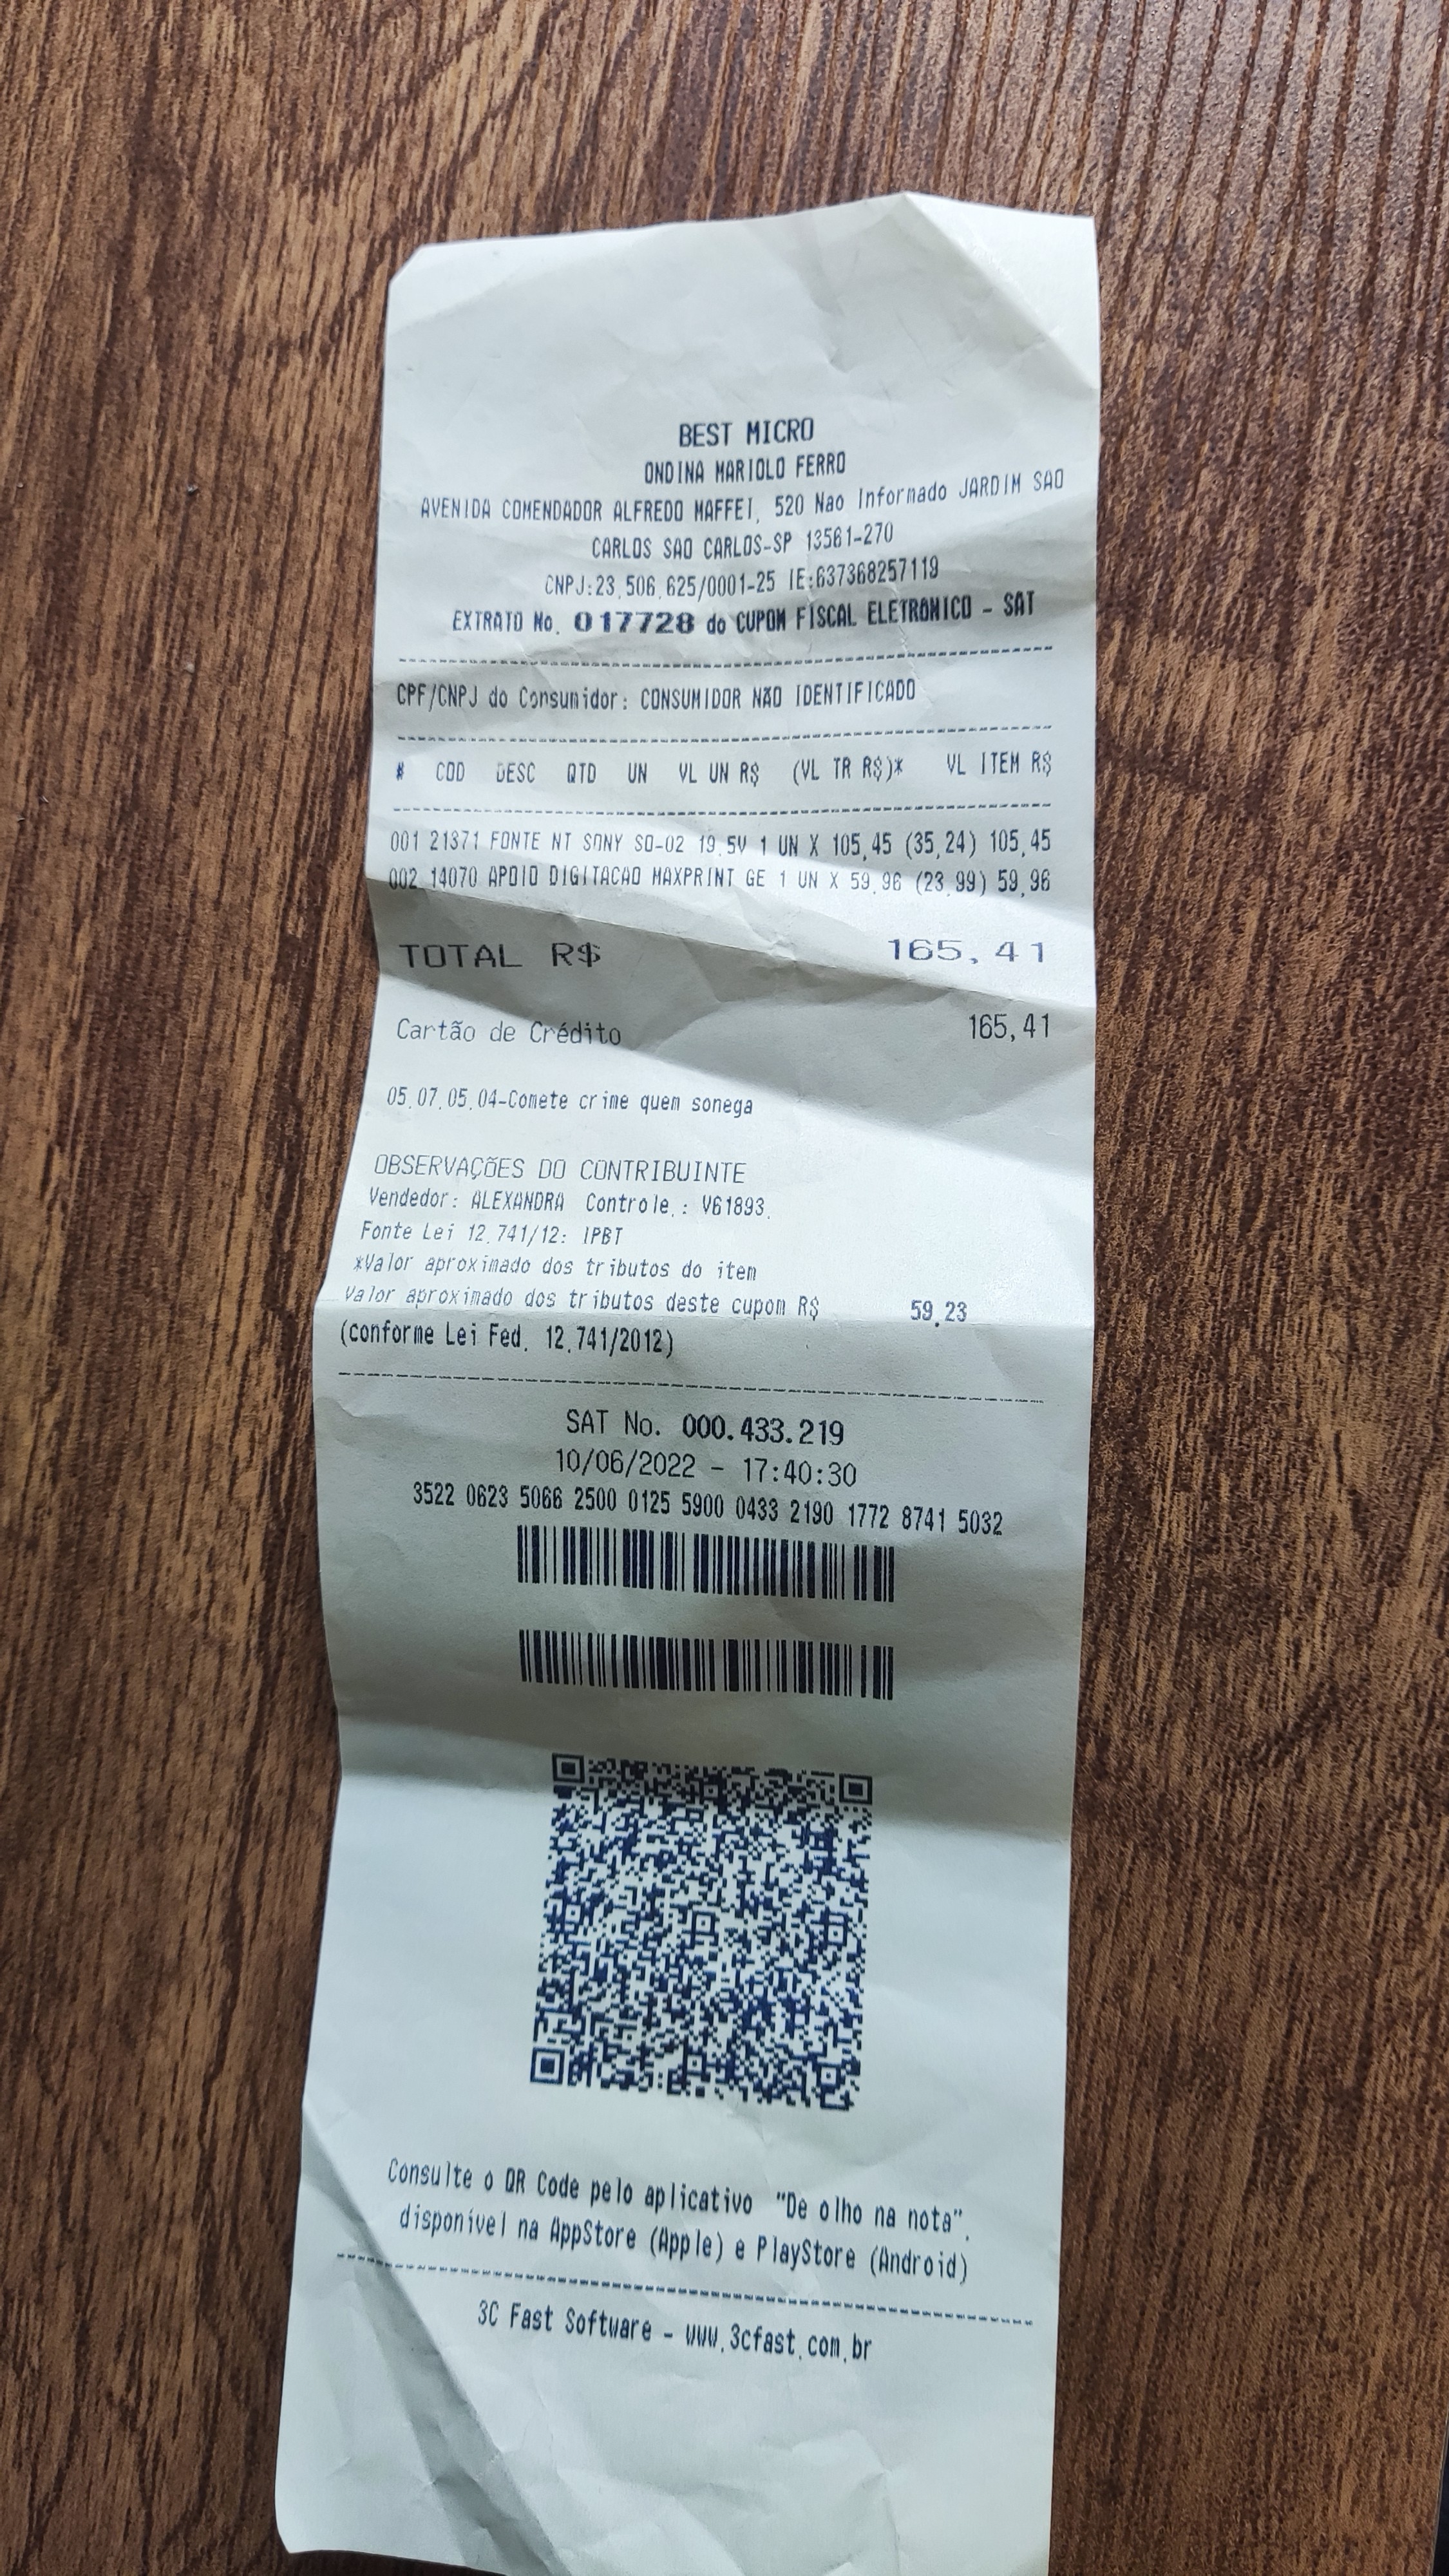 BEST MICRO
ONDINA MARIOLO FERRO
AVENIDA COMENDADOR ALFREDO MAFFEI, 520 Nao Informado JARDIM SAO
CARLOS SAO CARLOS-SP 13561-270
CNPJ:23.506.625/0001-25 IE:637368257119
EXTRATO No. 017728 do CUPOM FISCAL ELETRONICO - SAT
CPF/CNPJ do Consumidor: CONSUMIDOR NÃO IDENTIFICADO
# COD DESC QTD UN VL UN R$ (VL TR R$)* VL ITEM R$
001 21371 FONTE NT SONY SO-02 19.5V 1 UN X 105,45 (35,24) 105,45
002 14070 APOIO DIGITACAO MAXPRINT GE 1 UN X 59,96 (23,99) 59,96
TOTAL R$ 165,41
Cartão de Crédito 165,41
05.07.05.04-Comete crime quem sonega
OBSERVAÇÕES DO CONTRIBUINTE
Vendedor: ALEXANDRA Controle.: V61893.
Fonte Lei 12.741/12: IPBT
*Valor aproximado dos tributos do item
Valor aproximado dos tributos deste cupom R$ 59,23
(conforme Lei Fed. 12.741/2012)
SAT No. 000.433.219
10/06/2022 - 17:40:30
3522 0623 5066 2500 0125 5900 0433 2190 1772 8741 5032
Consulte o QR Code pelo aplicativo "De olho na nota",
disponível na AppStore (Apple) e PlayStore (Android)
3C Fast Software - www.3cfast.com.br